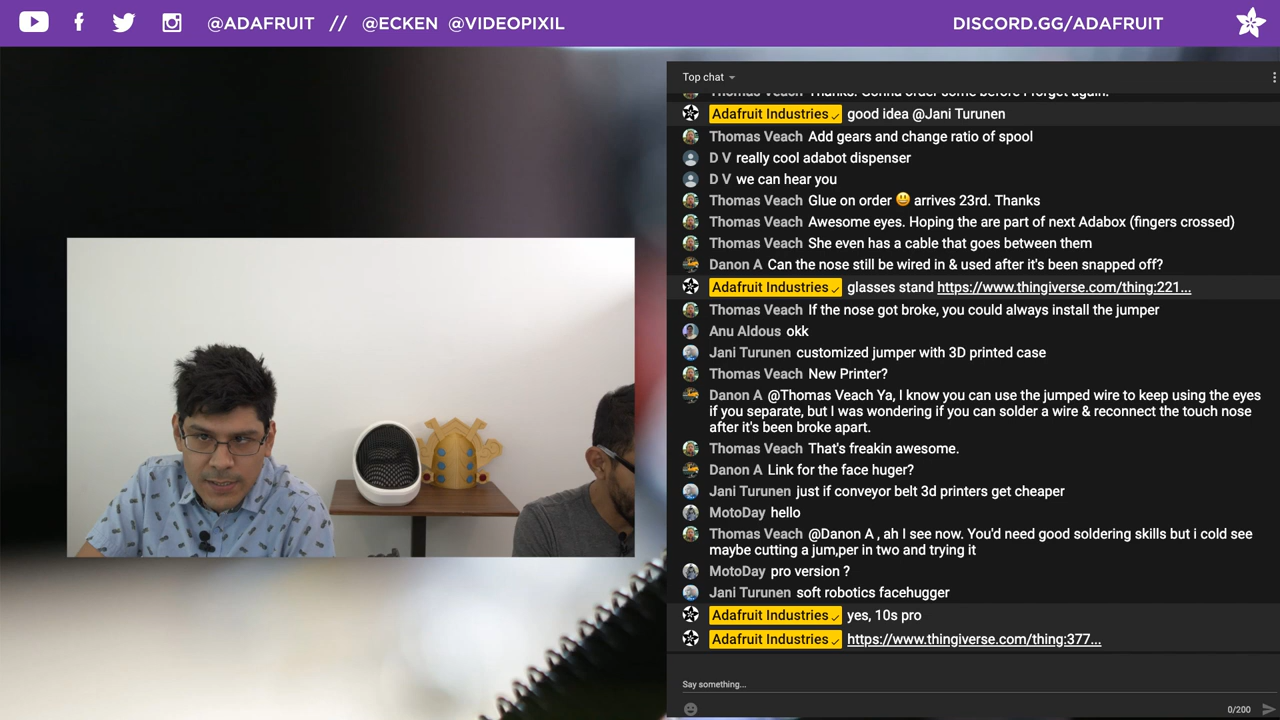 @ADAFRUIT // @ECKEN @VIDEOPIXIL
DISCORD.GG/ADAFRUIT
Top chat
Thomas Veach Thanks. Gonna order some before I forget again.
Adafruit Industries good idea @Jani Turunen
Thomas Veach Add gears and change ratio of spool
D V really cool adabot dispenser
D V we can hear you
Thomas Veach Glue on order 😃 arrives 23rd. Thanks
Thomas Veach Awesome eyes. Hoping the are part of next Adabox (fingers crossed)
Thomas Veach She even has a cable that goes between them
Danon A Can the nose still be wired in & used after it's been snapped off?
Adafruit Industries glasses stand https://www.thingiverse.com/thing:221...
Thomas Veach If the nose got broke, you could always install the jumper
Anu Aldous okk
Jani Turunen customized jumper with 3D printed case
Thomas Veach New Printer?
Danon A @Thomas Veach Ya, I know you can use the jumped wire to keep using the eyes
if you separate, but I was wondering if you can solder a wire & reconnect the touch nose
after it's been broke apart.
Thomas Veach That's freakin awesome.
Danon A Link for the face huger?
Jani Turunen just if conveyor belt 3d printers get cheaper
MotoDay hello
Thomas Veach @Danon A , ah I see now. You'd need good soldering skills but i cold see
maybe cutting a jum,per in two and trying it
MotoDay pro version ?
Jani Turunen soft robotics facehugger
Adafruit Industries yes, 10s pro
Adafruit Industries https://www.thingiverse.com/thing:377...
Say something...
0/200